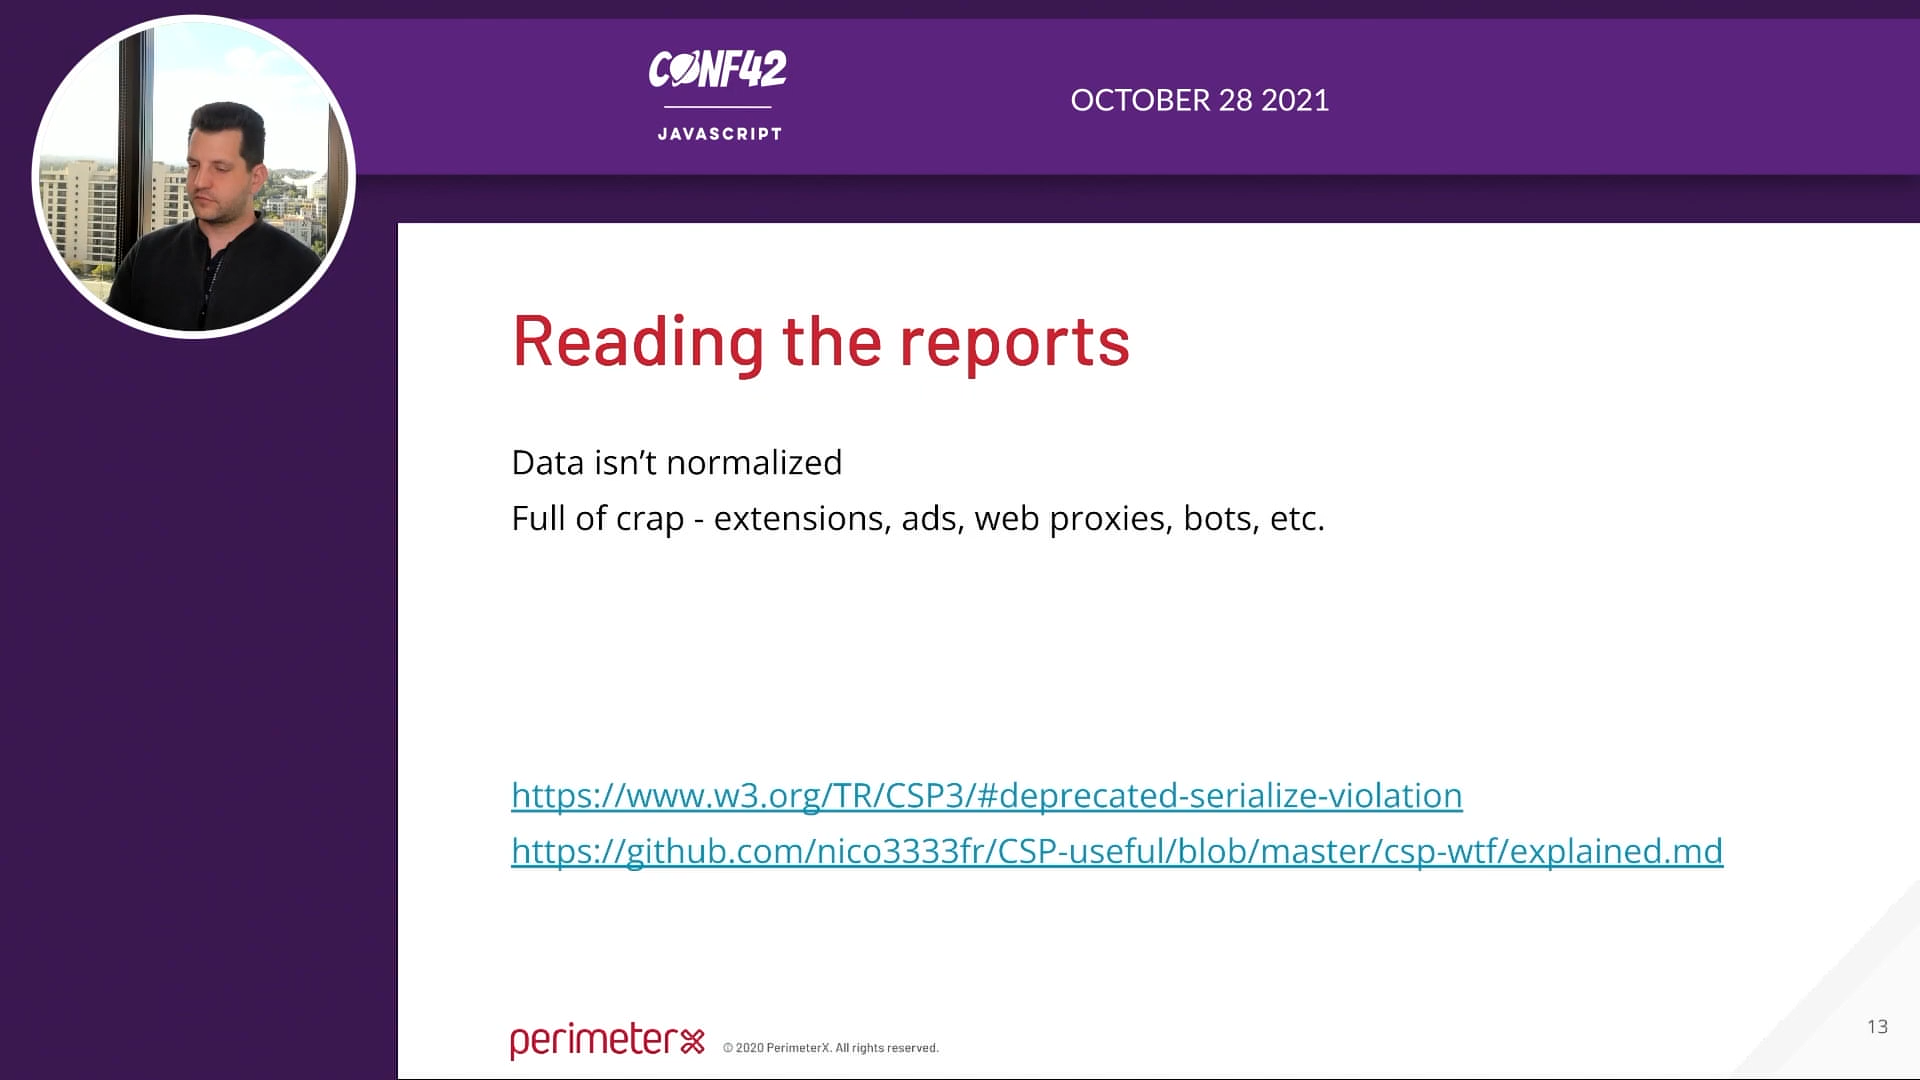 CONF42
JAVASCRIPT
OCTOBER 28 2021
Reading the reports
Data isn’t normalized
Full of crap - extensions, ads, web proxies, bots, etc.
https://www.w3.org/TR/CSP3/#deprecated-serialize-violation
https://github.com/nico3333fr/CSP-useful/blob/master/csp-wtf/explained.md
perimeterx
© 2020 PerimeterX. All rights reserved.
13